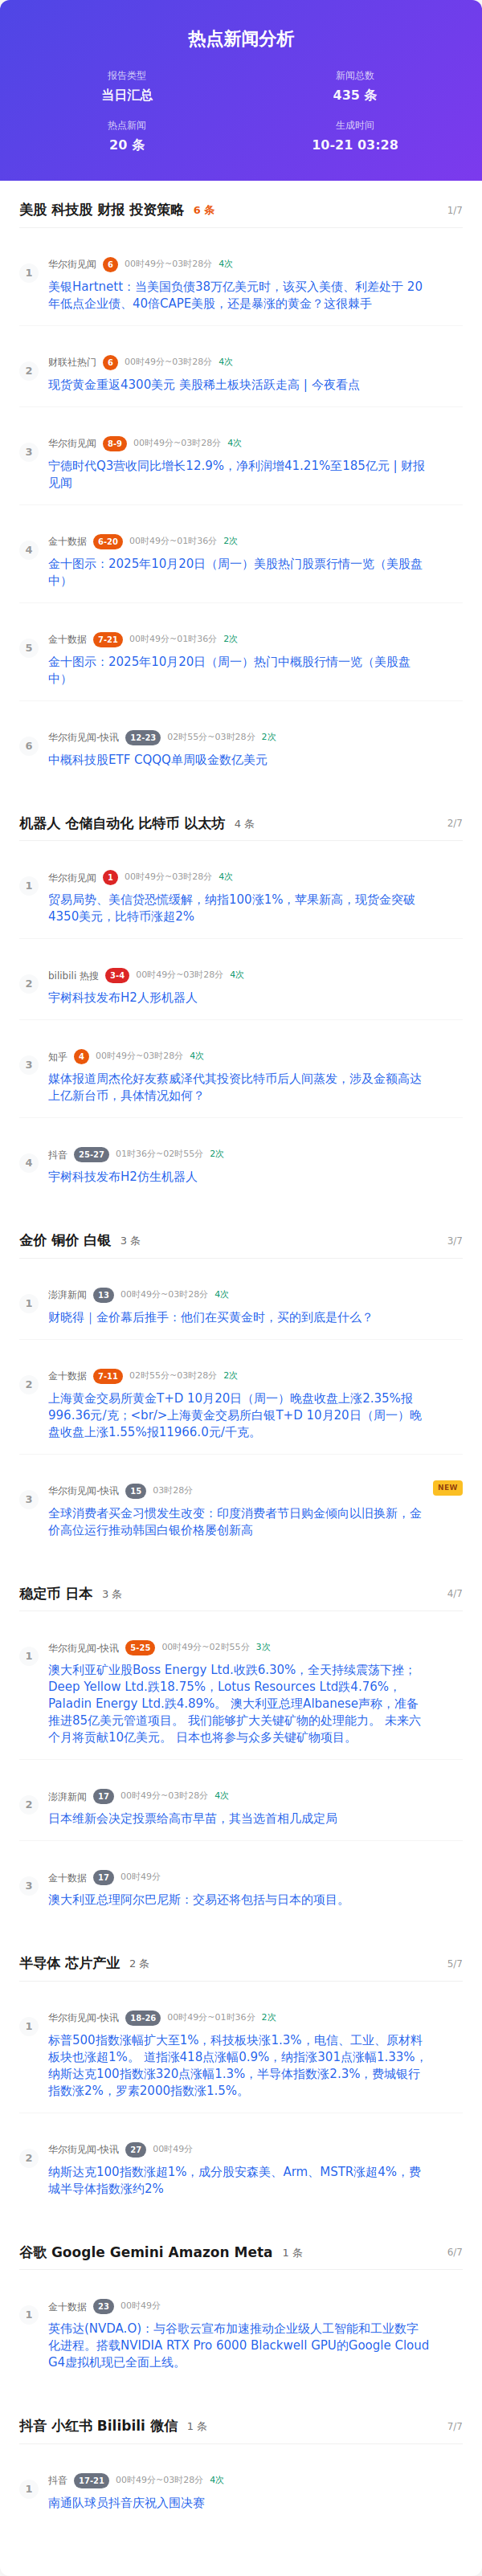 热点新闻分析
报告类型
新闻总数
当日汇总
435 条
热点新闻
生成时间
20 条
10-21 03:28
美股 科技股 财报 投资策略 6 条 1/7
1
华尔街见闻 6 00时49分~03时28分 4次
美银Hartnett：当美国负债38万亿美元时，该买入美债、利差处于 20
年低点企业债、40倍CAPE美股，还是暴涨的黄金？这很棘手
2
财联社热门 6 00时49分~03时28分 4次
现货黄金重返4300美元 美股稀土板块活跃走高 | 今夜看点
3
华尔街见闻 8-9 00时49分~03时28分 4次
宁德时代Q3营收同比增长12.9%，净利润增41.21%至185亿元 | 财报
见闻
4
金十数据 6-20 00时49分~01时36分 2次
金十图示：2025年10月20日（周一）美股热门股票行情一览（美股盘
中）
5
金十数据 7-21 00时49分~01时36分 2次
金十图示：2025年10月20日（周一）热门中概股行情一览（美股盘
中）
6
华尔街见闻-快讯 12-23 02时55分~03时28分 2次
中概科技股ETF CQQQ单周吸金数亿美元
机器人 仓储自动化 比特币 以太坊 4 条 2/7
1
华尔街见闻 1 00时49分~03时28分 4次
贸易局势、美信贷恐慌缓解，纳指100涨1%，苹果新高，现货金突破
4350美元，比特币涨超2%
2
bilibili 热搜 3-4 00时49分~03时28分 4次
宇树科技发布H2人形机器人
3
知乎 4 00时49分~03时28分 4次
媒体报道周杰伦好友蔡威泽代其投资比特币后人间蒸发，涉及金额高达
上亿新台币，具体情况如何？
4
抖音 25-27 01时36分~02时55分 2次
宇树科技发布H2仿生机器人
金价 铜价 白银 3 条 3/7
1
澎湃新闻 13 00时49分~03时28分 4次
财晓得｜金价幕后推手：他们在买黄金时，买的到底是什么？
2
金十数据 7-11 02时55分~03时28分 2次
上海黄金交易所黄金T+D 10月20日（周一）晚盘收盘上涨2.35%报
996.36元/克；<br/>上海黄金交易所白银T+D 10月20日（周一）晚
盘收盘上涨1.55%报11966.0元/千克。
3
华尔街见闻-快讯 15 03时28分 NEW
全球消费者买金习惯发生改变：印度消费者节日购金倾向以旧换新，金
价高位运行推动韩国白银价格屡创新高
稳定币 日本 3 条 4/7
1
华尔街见闻-快讯 5-25 00时49分~02时55分 3次
澳大利亚矿业股Boss Energy Ltd.收跌6.30%，全天持续震荡下挫；
Deep Yellow Ltd.跌18.75%，Lotus Resources Ltd跌4.76%，
Paladin Energy Ltd.跌4.89%。 澳大利亚总理Albanese声称，准备
推进85亿美元管道项目。 我们能够扩大关键矿物的处理能力。 未来六
个月将贡献10亿美元。 日本也将参与众多关键矿物项目。
2
澎湃新闻 17 00时49分~03时28分 4次
日本维新会决定投票给高市早苗，其当选首相几成定局
3
金十数据 17 00时49分
澳大利亚总理阿尔巴尼斯：交易还将包括与日本的项目。
半导体 芯片产业 2 条 5/7
1
华尔街见闻-快讯 18-26 00时49分~01时36分 2次
标普500指数涨幅扩大至1%，科技板块涨1.3%，电信、工业、原材料
板块也涨超1%。 道指涨418点涨幅0.9%，纳指涨301点涨幅1.33%，
纳斯达克100指数涨320点涨幅1.3%，半导体指数涨2.3%，费城银行
指数涨2%，罗素2000指数涨1.5%。
2
华尔街见闻-快讯 27 00时49分
纳斯达克100指数涨超1%，成分股安森美、Arm、MSTR涨超4%，费
城半导体指数涨约2%
谷歌 Google Gemini Amazon Meta 1 条 6/7
1
金十数据 23 00时49分
英伟达(NVDA.O)：与谷歌云宣布加速推动企业级人工智能和工业数字
化进程。搭载NVIDIA RTX Pro 6000 Blackwell GPU的Google Cloud
G4虚拟机现已全面上线。
抖音 小红书 Bilibili 微信 1 条 7/7
1
抖音 17-21 00时49分~03时28分 4次
南通队球员抖音庆祝入围决赛